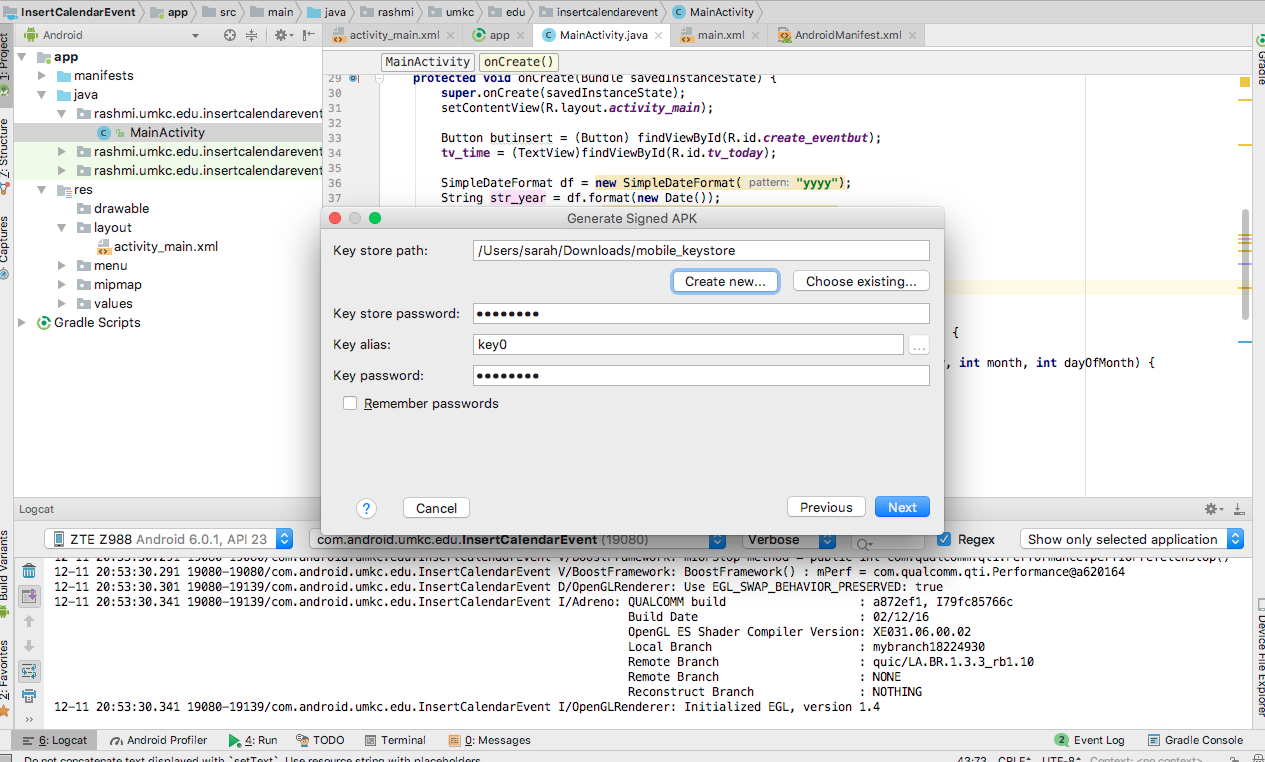 InsertCalendarEvent app src main java rashmi umkc edu insertcalendarevent MainActivity
Android
activity_main.xml app MainActivity.java main.xml AndroidManifest.xml
1: Project
Z: Structure
Captures
Build Variants
2: Favorites
app
manifests
java
rashmi.umkc.edu.insertcalendarevent
MainActivity
rashmi.umkc.edu.insertcalendarevent
rashmi.umkc.edu.insertcalendarevent
res
drawable
layout
activity_main.xml
menu
mipmap
values
Gradle Scripts
MainActivity onCreate()
29 protected void onCreate(Bundle savedInstanceState) {
30 super.onCreate(savedInstanceState);
31 setContentView(R.layout.activity_main);
32
33 Button butinsert = (Button) findViewById(R.id.create_eventbut);
34 tv_time = (TextView)findViewById(R.id.tv_today);
35
36 SimpleDateFormat df = new SimpleDateFormat( pattern: "yyyy");
37 String str_year = df.format(new Date());
{
, int month, int dayOfMonth) {
Gradle
Device File Explorer
Generate Signed APK
Key store path: /Users/sarah/Downloads/mobile_keystore
Create new... Choose existing...
Key store password: ••••••••
Key alias: key0 ...
Key password: ••••••••
Remember passwords
? Cancel Previous Next
Logcat
ZTE Z988 Android 6.0.1, API 23 com.android.umkc.edu.InsertCalendarEvent (19080) Verbose Regex Show only selected application
12-11 20:53:30.291 19080-19080/com.android.umkc.edu.InsertCalendarEvent V/BoostFramework: BoostFramework() : mPerf = com.qualcomm.qti.Performance@a620164
12-11 20:53:30.301 19080-19139/com.android.umkc.edu.InsertCalendarEvent D/OpenGLRenderer: Use EGL_SWAP_BEHAVIOR_PRESERVED: true
12-11 20:53:30.341 19080-19139/com.android.umkc.edu.InsertCalendarEvent I/Adreno: QUALCOMM build : a872ef1, I79fc85766c
Build Date : 02/12/16
OpenGL ES Shader Compiler Version: XE031.06.00.02
Local Branch : mybranch18224930
Remote Branch : quic/LA.BR.1.3.3_rb1.10
Remote Branch : NONE
Reconstruct Branch : NOTHING
12-11 20:53:30.341 19080-19139/com.android.umkc.edu.InsertCalendarEvent I/OpenGLRenderer: Initialized EGL, version 1.4
6: Logcat Android Profiler 4: Run TODO Terminal 0: Messages 2 Event Log Gradle Console
Do not concatenate text displayed with `setText`. Use resource string with placeholders. 43:73 CRLF UTF-8 Context: <no context>